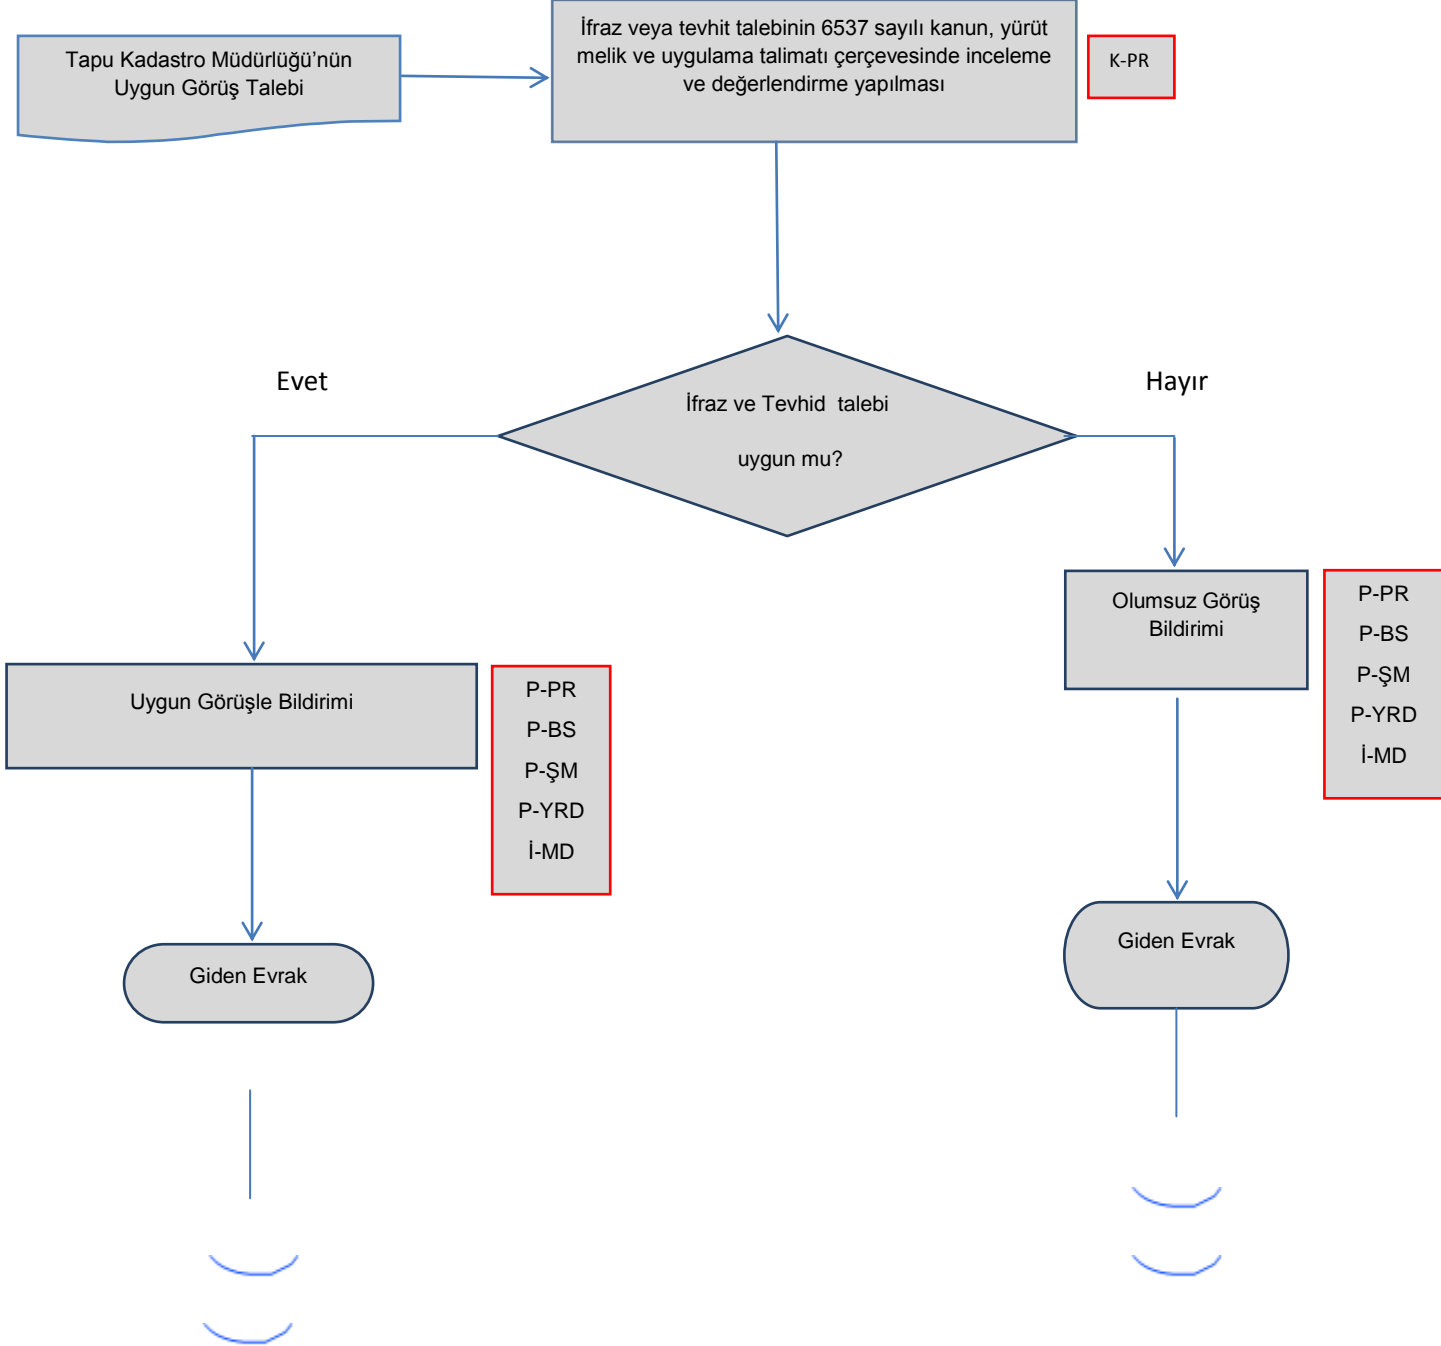 Tapu Kadastro Müdürlüğü’nün
Uygun Görüş Talebi
İfraz veya tevhit talebinin 6537 sayılı kanun, yürüt
melik ve uygulama talimatı çerçevesinde inceleme
ve değerlendirme yapılması
K-PR
Evet
Hayır
İfraz ve Tevhid talebi
uygun mu?
Olumsuz Görüş
Bildirimi
P-PR
P-BS
P-ŞM
P-YRD
İ-MD
Uygun Görüşle Bildirimi
P-PR
P-BS
P-ŞM
P-YRD
İ-MD
Giden Evrak
Giden Evrak